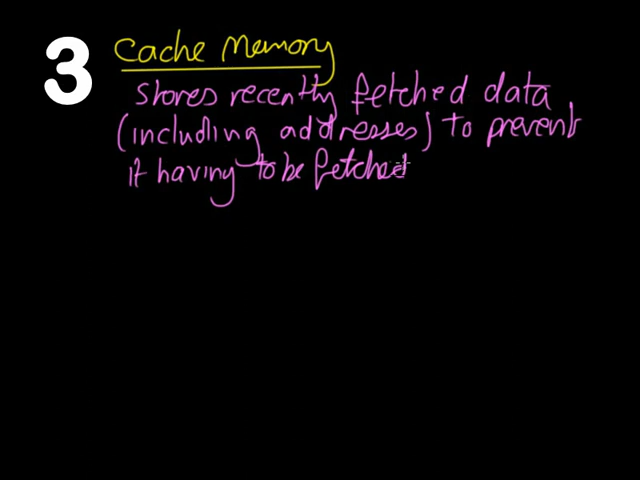 3 Cache Memory
stores recently fetched data
(including addresses) to prevent
it having to be fetched